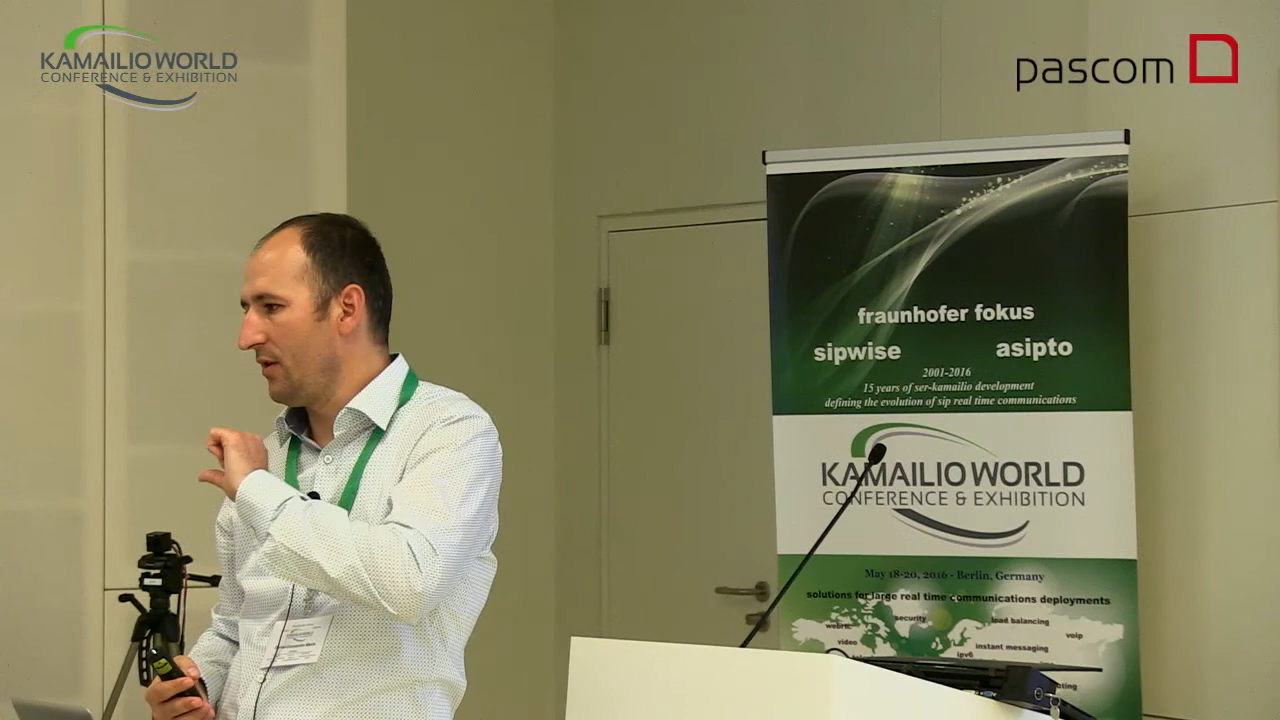 KAMAILIO WORLD
CONFERENCE & EXHIBITION
pascom
fraunhofer fokus
sipwise
asipto
2001-2016
15 years of ser-kamailio development
defining the evolution of sip real time communications
KAMAILIO WORLD
CONFERENCE & EXHIBITION
May 18-20, 2016 - Berlin, Germany
solutions for large real time communications deployments
security
load balancing
webrtc
voip
video
instant messaging
ipv6